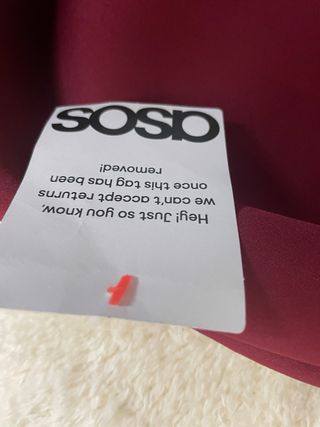 Hey! Just so you know,
we can't accept returns
once this tag has been
removed!
asos